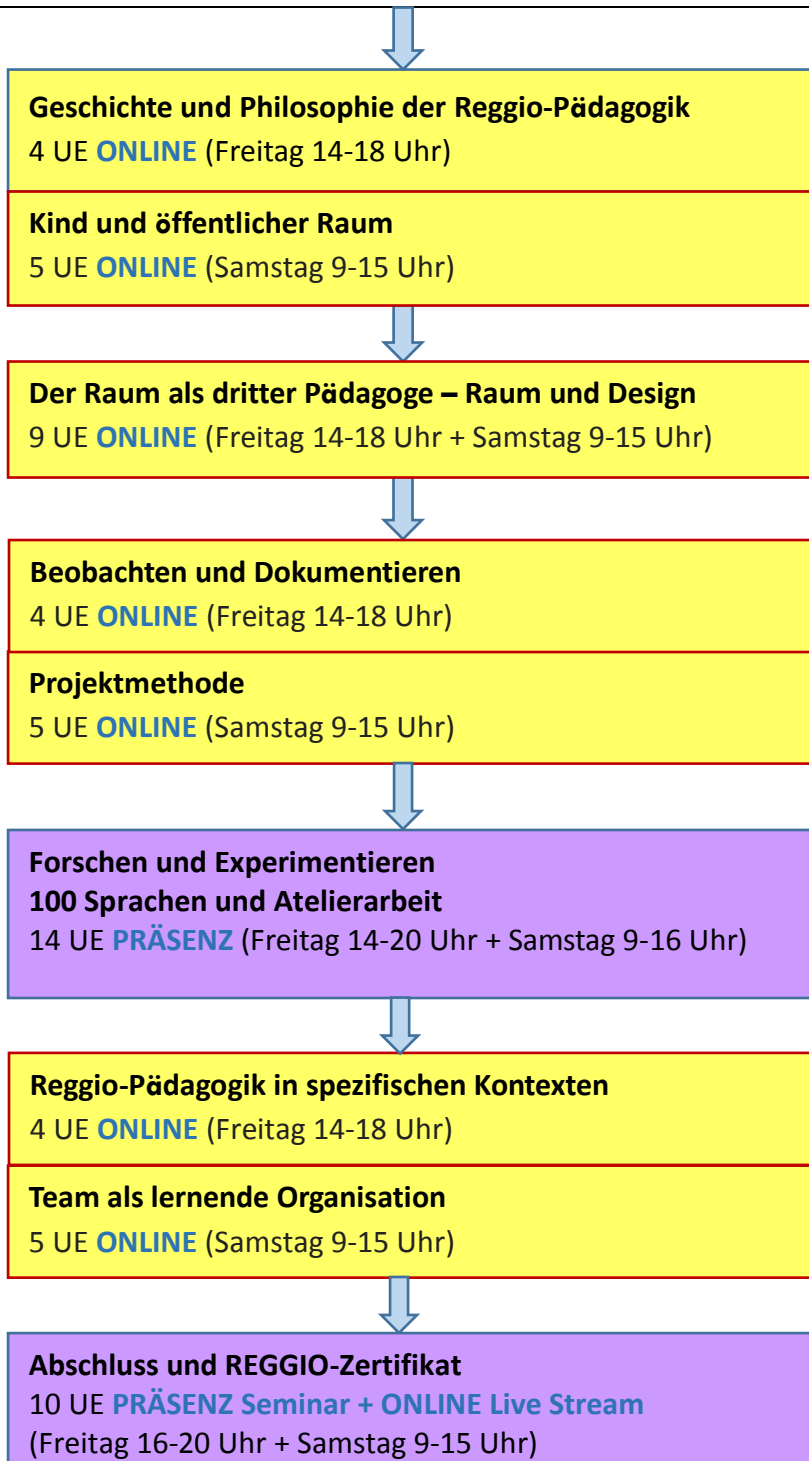 Geschichte und Philosophie der Reggio-Pädagogik
4 UE ONLINE (Freitag 14-18 Uhr)
Kind und öffentlicher Raum
5 UE ONLINE (Samstag 9-15 Uhr)
Der Raum als dritter Pädagoge – Raum und Design
9 UE ONLINE (Freitag 14-18 Uhr + Samstag 9-15 Uhr)
Beobachten und Dokumentieren
4 UE ONLINE (Freitag 14-18 Uhr)
Projektmethode
5 UE ONLINE (Samstag 9-15 Uhr)
Forschen und Experimentieren
100 Sprachen und Atelierarbeit
14 UE PRÄSENZ (Freitag 14-20 Uhr + Samstag 9-16 Uhr)
Reggio-Pädagogik in spezifischen Kontexten
4 UE ONLINE (Freitag 14-18 Uhr)
Team als lernende Organisation
5 UE ONLINE (Samstag 9-15 Uhr)
Abschluss und REGGIO-Zertifikat
10 UE PRÄSENZ Seminar + ONLINE Live Stream
(Freitag 16-20 Uhr + Samstag 9-15 Uhr)